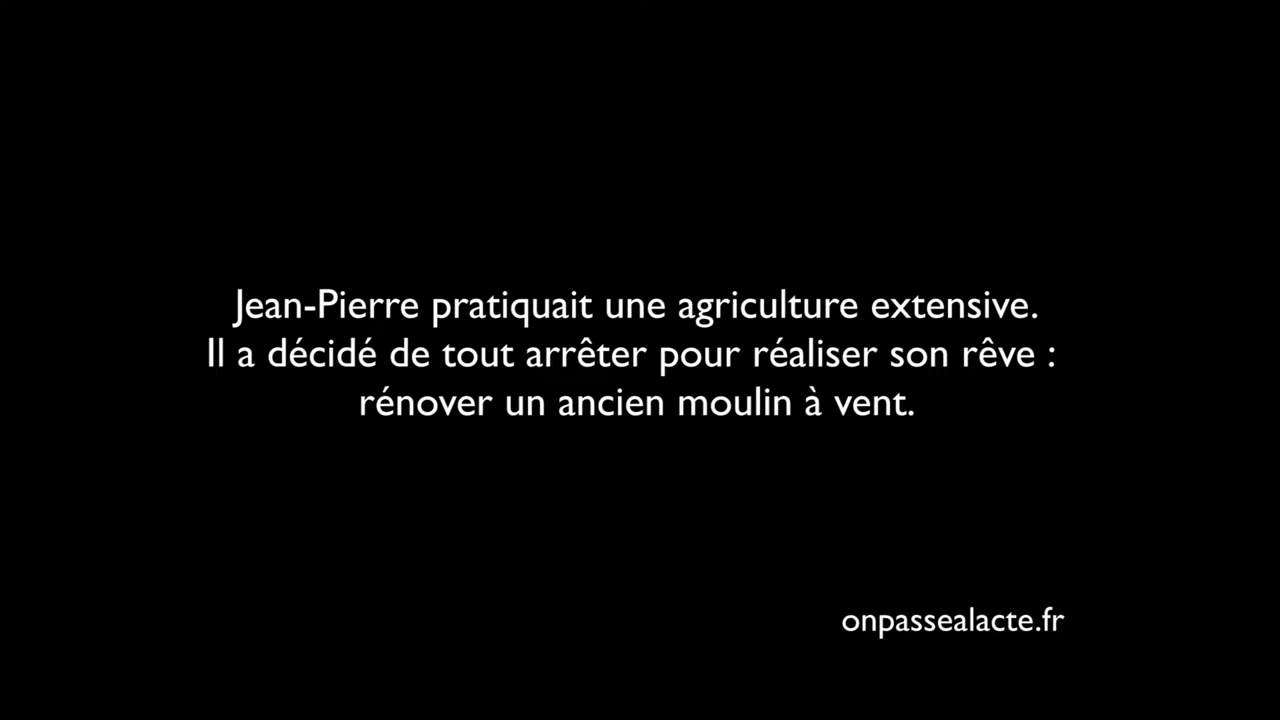 Jean-Pierre pratiquait une agriculture extensive.
Il a décidé de tout arrêter pour réaliser son rêve :
rénover un ancien moulin à vent.
onpassealacte.fr